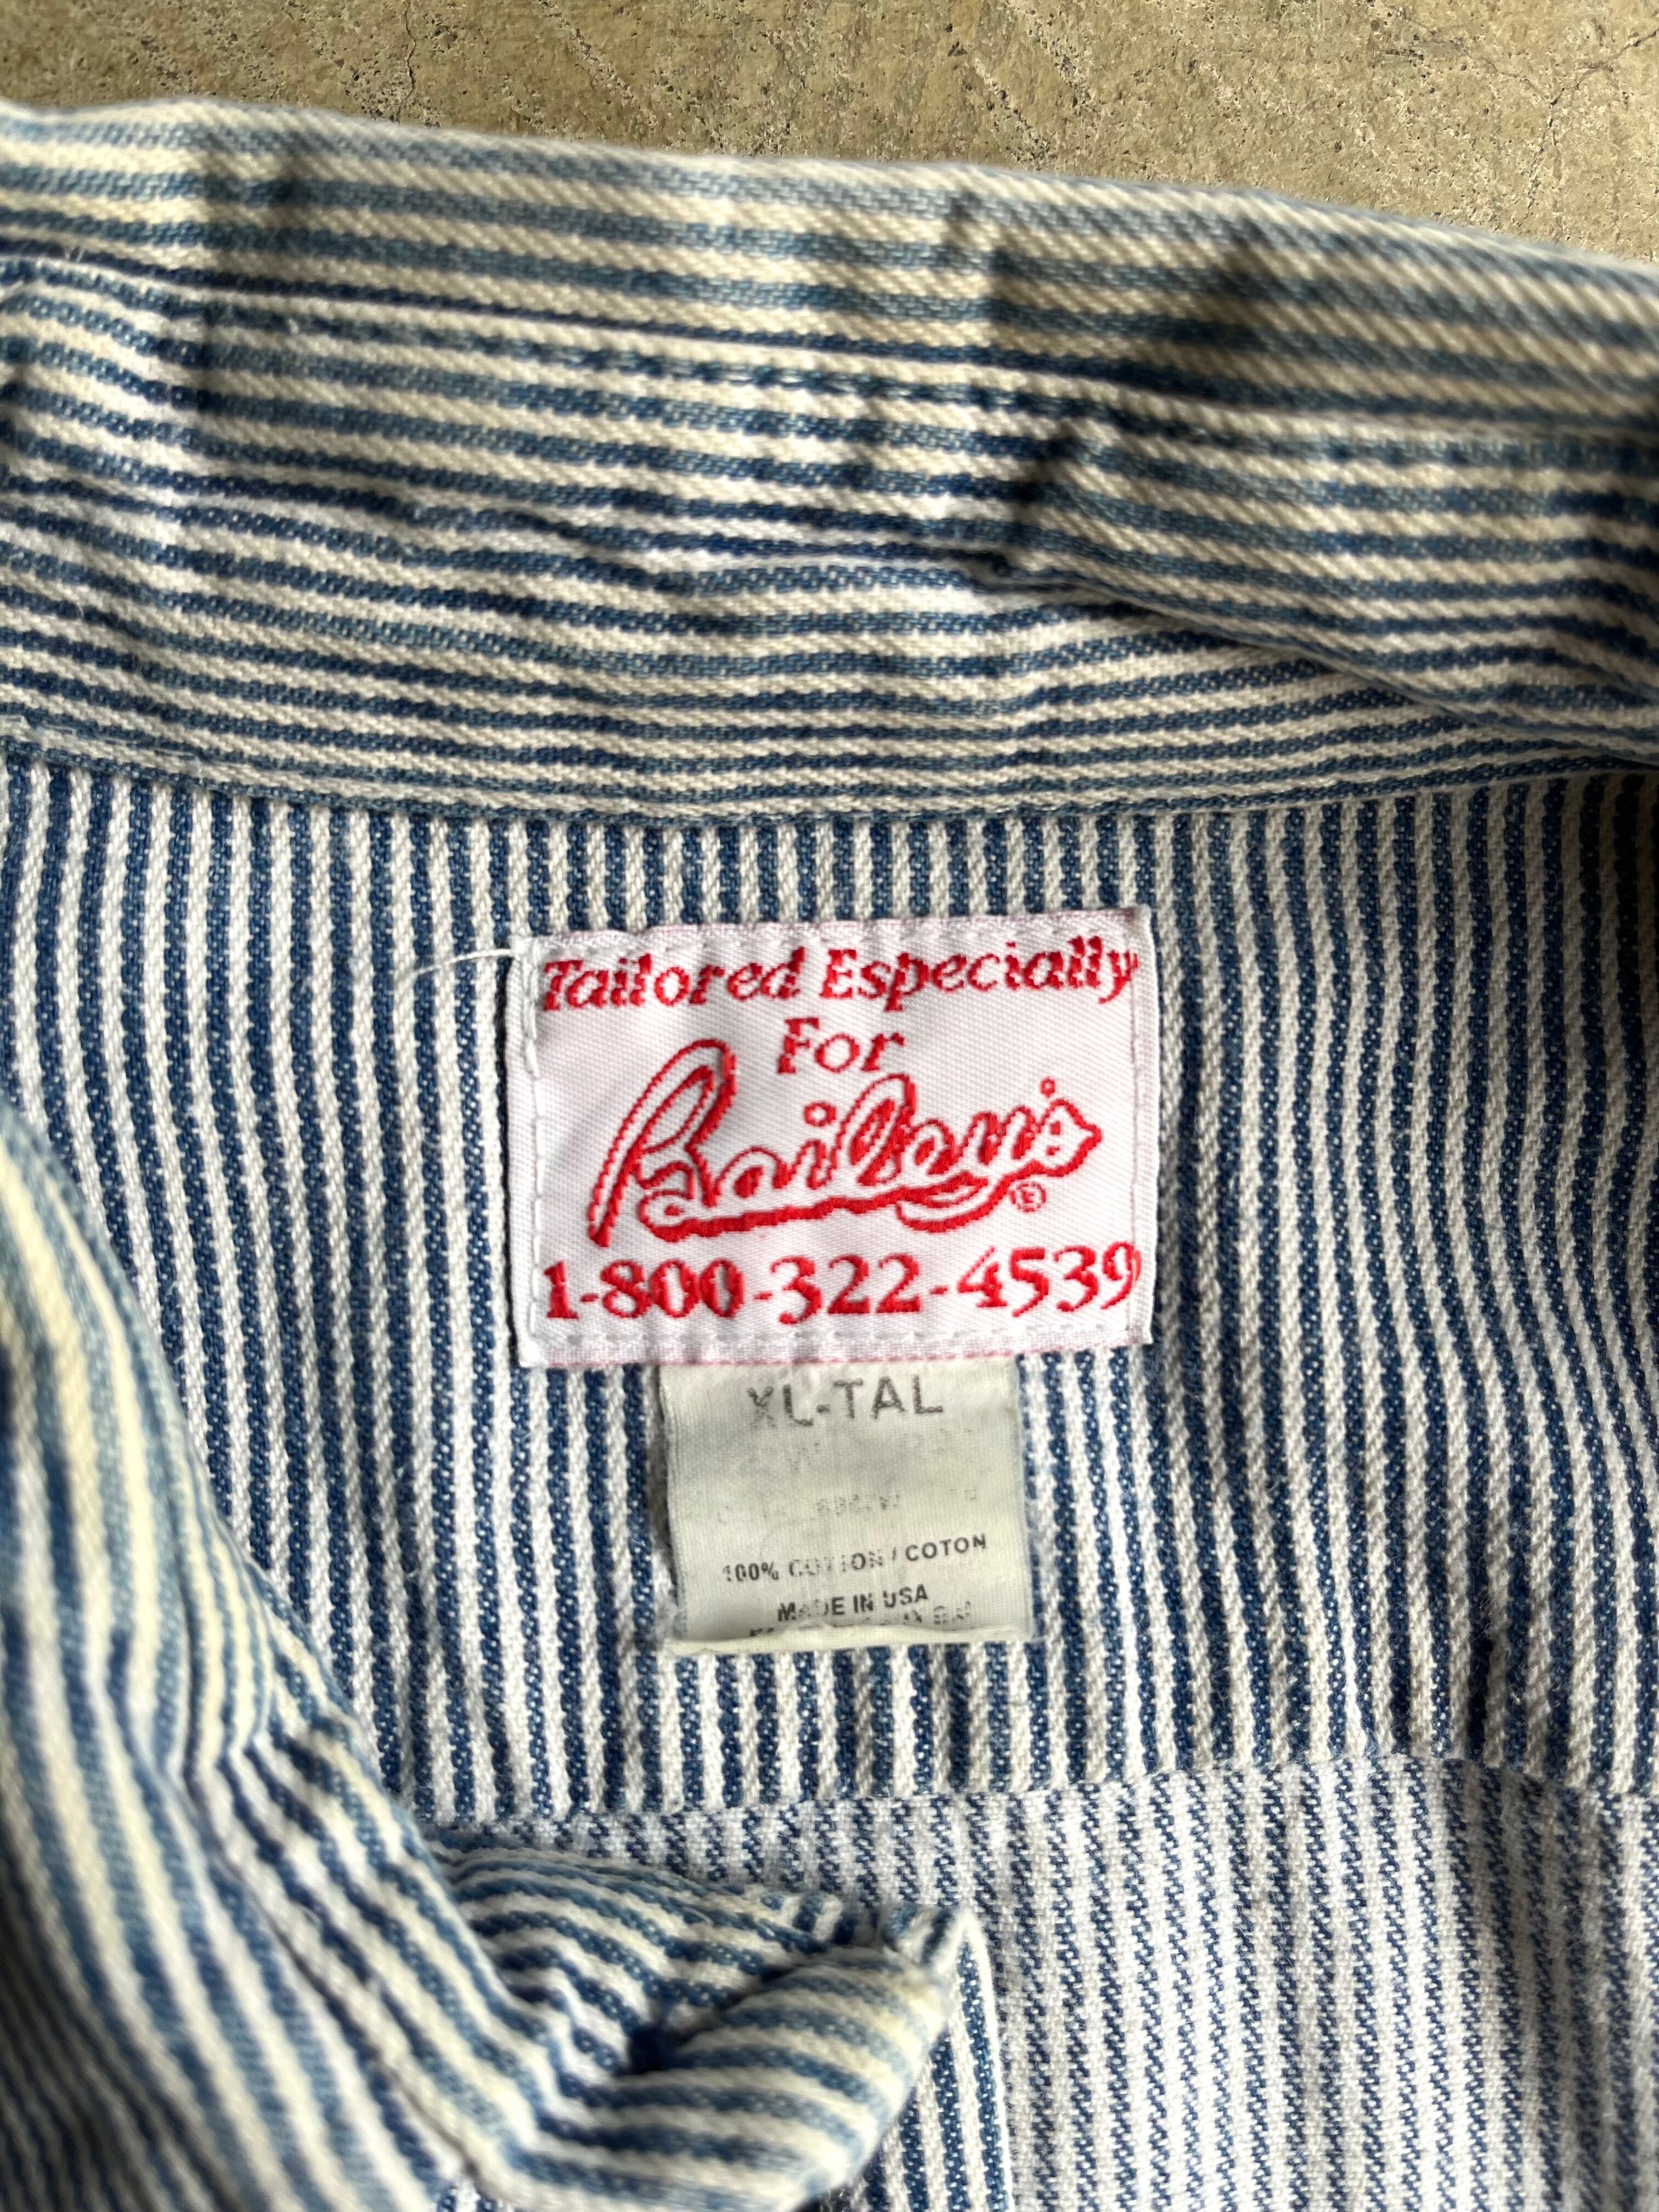 Tailored Especially
For
Bailey's ®
1-800-322-4539
XL-TAL
100% COTTON / COTON
MADE IN USA